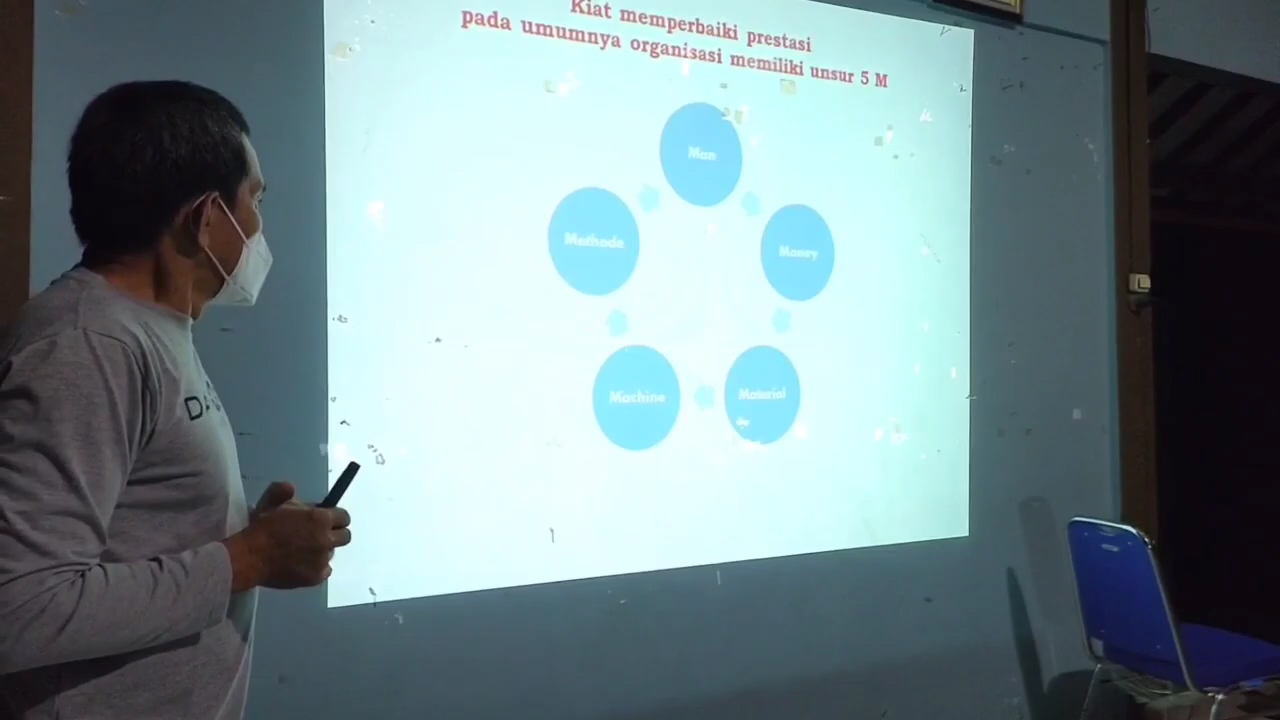 Kiat memperbaiki prestasi
pada umumnya organisasi memiliki unsur 5 M
Man
Methode
Money
Machine
Material